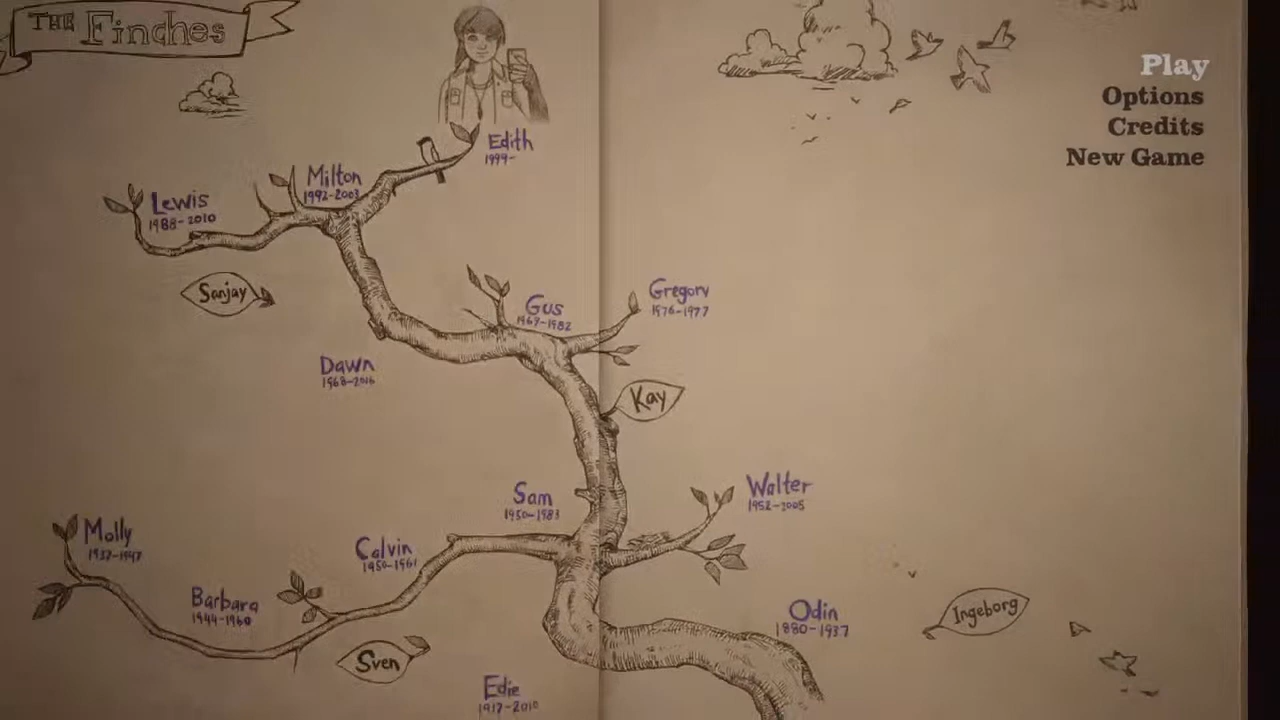 THE Finches
Play
Options
Credits
New Game
Edith
1999-
Milton
1992-2003
Lewis
1988-2010
Sanjay
Gus
1969-1982
Gregory
1976-1977
Dawn
1968-2016
Kay
Sam
1950-1983
Walter
1952-2005
Molly
1937-1947
Calvin
1950-1961
Barbara
1944-1960
Odin
1880-1937
Ingeborg
Sven
Edie
1917-2010